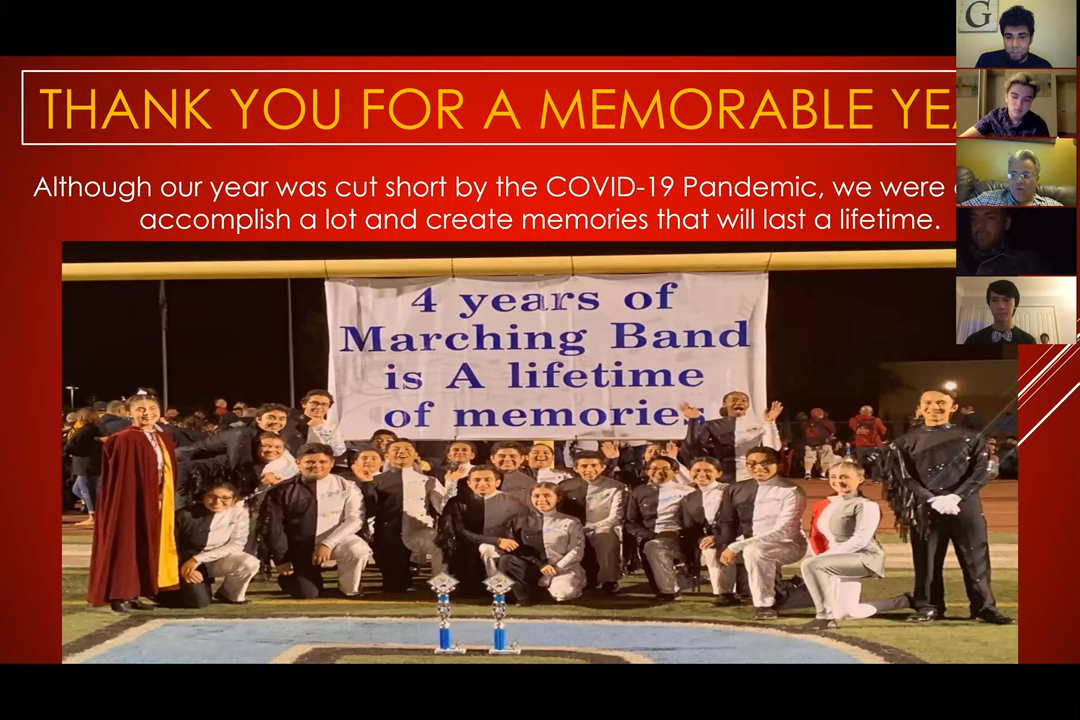 THANK YOU FOR A MEMORABLE
Although our year was cut short by the COVID-19 Pandemic, we were
accomplish a lot and create memories that will last a lifetime.
4 years of
Marching Band
is A lifetime
of memories
G